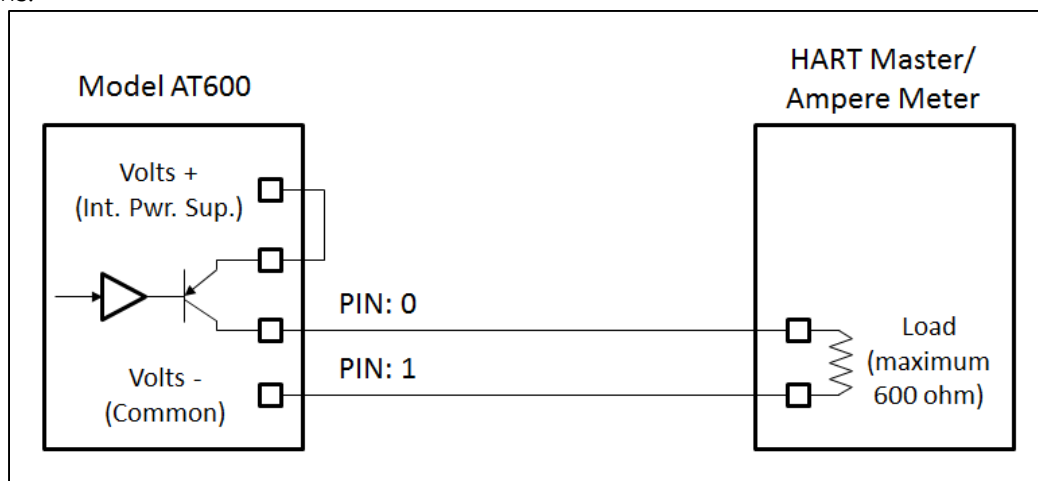 Model AT600
HART Master/
Ampere Meter
Volts +
(Int. Pwr. Sup.)
PIN: 0
PIN: 1
Volts -
(Common)
Load
(maximum
600 ohm)